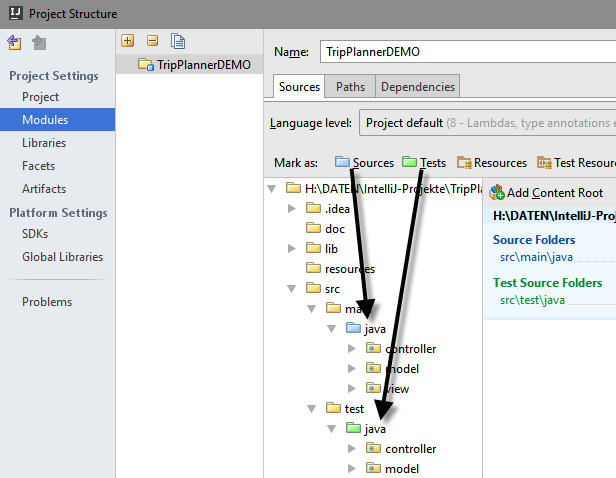 Project Structure
Project Settings
Project
Modules
Libraries
Facets
Artifacts
Platform Settings
SDKs
Global Libraries
Problems
TripPlannerDEMO
Name: TripPlannerDEMO
Sources Paths Dependencies
Language level: Project default (8 - Lambdas, type annotations e
Mark as: Sources Tests Resources Test Resour
H:\DATEN\IntelliJ-Projekte\TripPla
.idea
doc
lib
resources
src
main
java
controller
model
view
test
java
controller
model
Add Content Root
H:\DATEN\IntelliJ-Proj
Source Folders
src\main\java
Test Source Folders
src\test\java